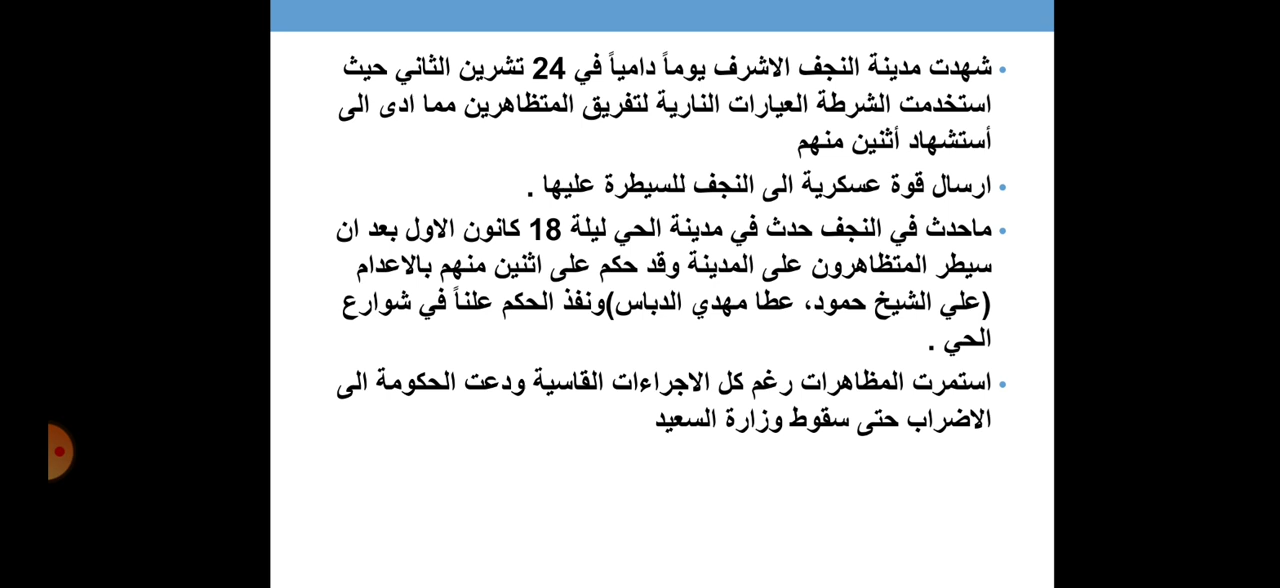 • شهدت مدينة النجف الاشرف يوماً دامياً في 24 تشرين الثاني حيث
استخدمت الشرطة العيارات النارية لتفريق المتظاهرين مما ادى الى
أستشهاد أثنين منهم
• ارسال قوة عسكرية الى النجف للسيطرة عليها .
• ماحدث في النجف حدث في مدينة الحي ليلة 18 كانون الاول بعد ان
سيطر المتظاهرون على المدينة وقد حكم على اثنين منهم بالاعدام
(علي الشيخ حمود، عطا مهدي الدباس)ونفذ الحكم علناً في شوارع
الحي .
• استمرت المظاهرات رغم كل الاجراءات القاسية ودعت الحكومة الى
الاضراب حتى سقوط وزارة السعيد